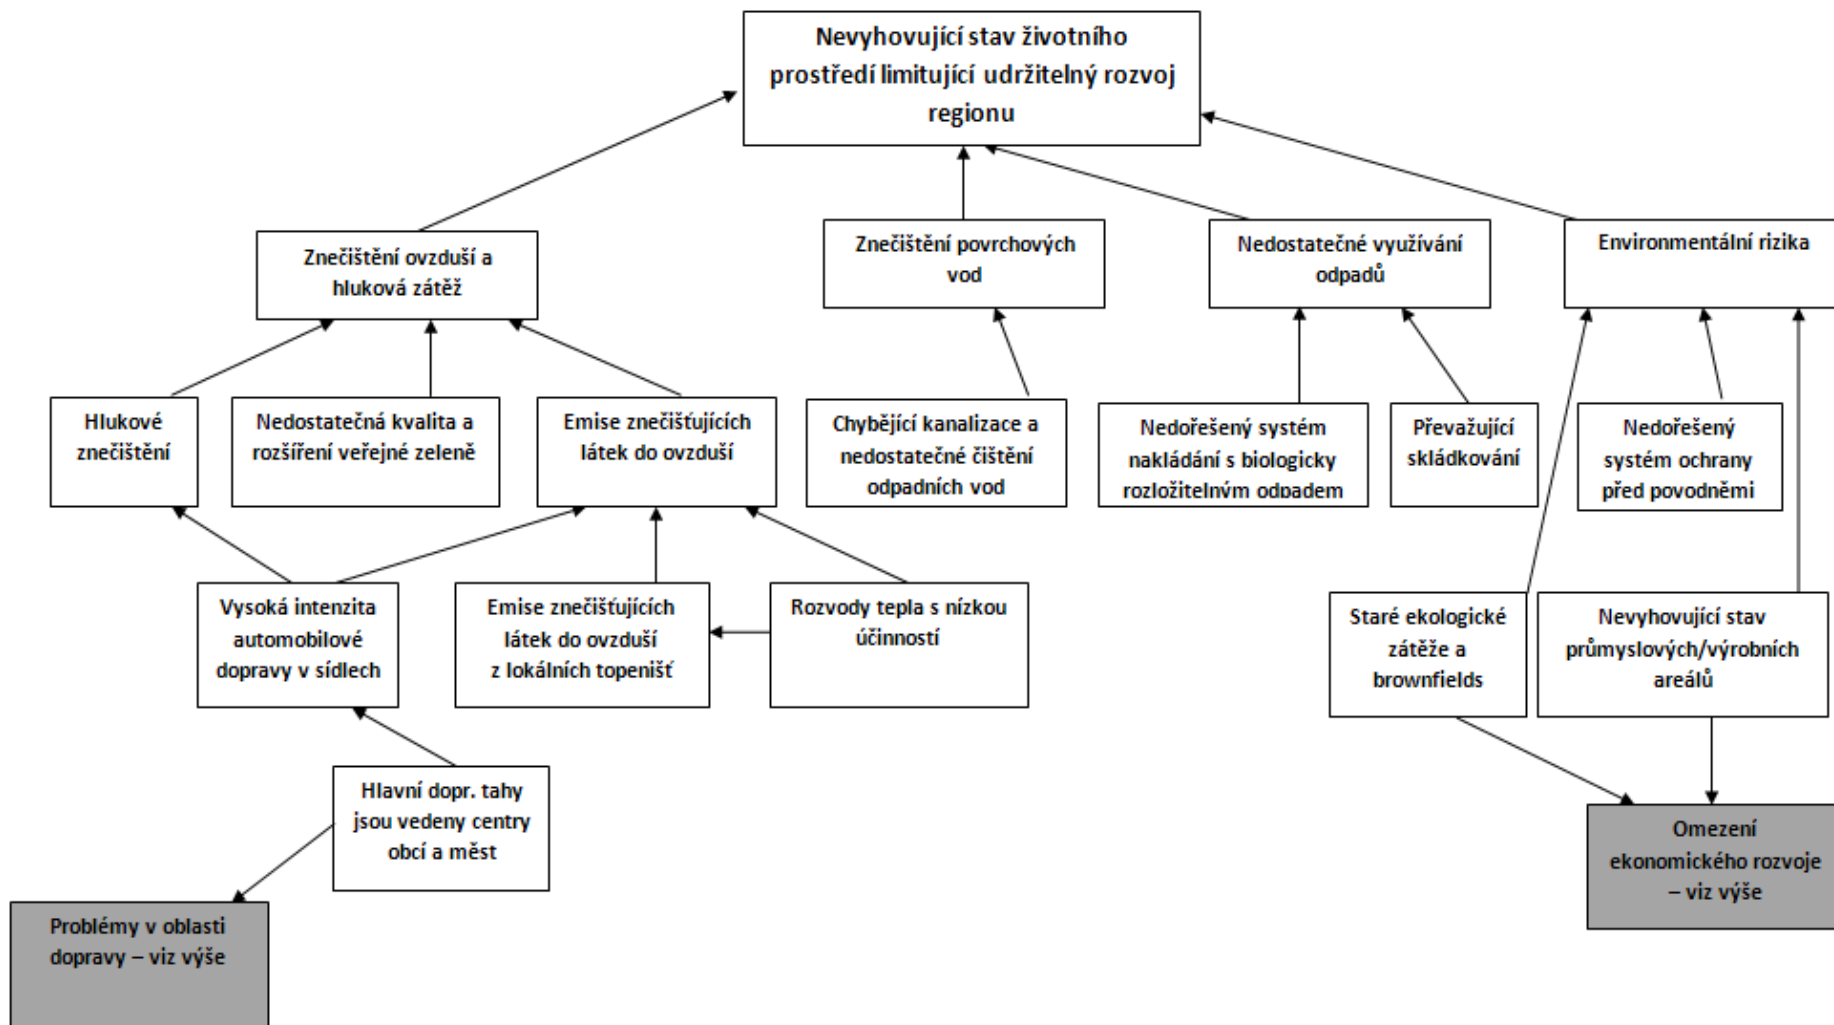 Nevyhovující stav životního
prostředí limitující udržitelný rozvoj
regionu
Znečištění ovzduší a
hluková zátěž
Znečištění povrchových
vod
Nedostatečné využívání
odpadů
Environmentální rizika
Hlukové
znečištění
Nedostatečná kvalita a
rozšíření veřejné zeleně
Emise znečišťujících
látek do ovzduší
Chybějící kanalizace a
nedostatečné čištění
odpadních vod
Nedořešený systém
nakládání s biologicky
rozložitelným odpadem
Převažující
skládkování
Nedořešený
systém ochrany
před povodněmi
Vysoká intenzita
automobilové
dopravy v sídlech
Emise znečišťujících
látek do ovzduší
z lokálních topenišť
Rozvody tepla s nízkou
účinností
Staré ekologické
zátěže a
brownfields
Nevyhovující stav
průmyslových/výrobních
areálů
Hlavní dopr. tahy
jsou vedeny centry
obcí a měst
Omezení
ekonomického rozvoje
– viz výše
Problémy v oblasti
dopravy – viz výše